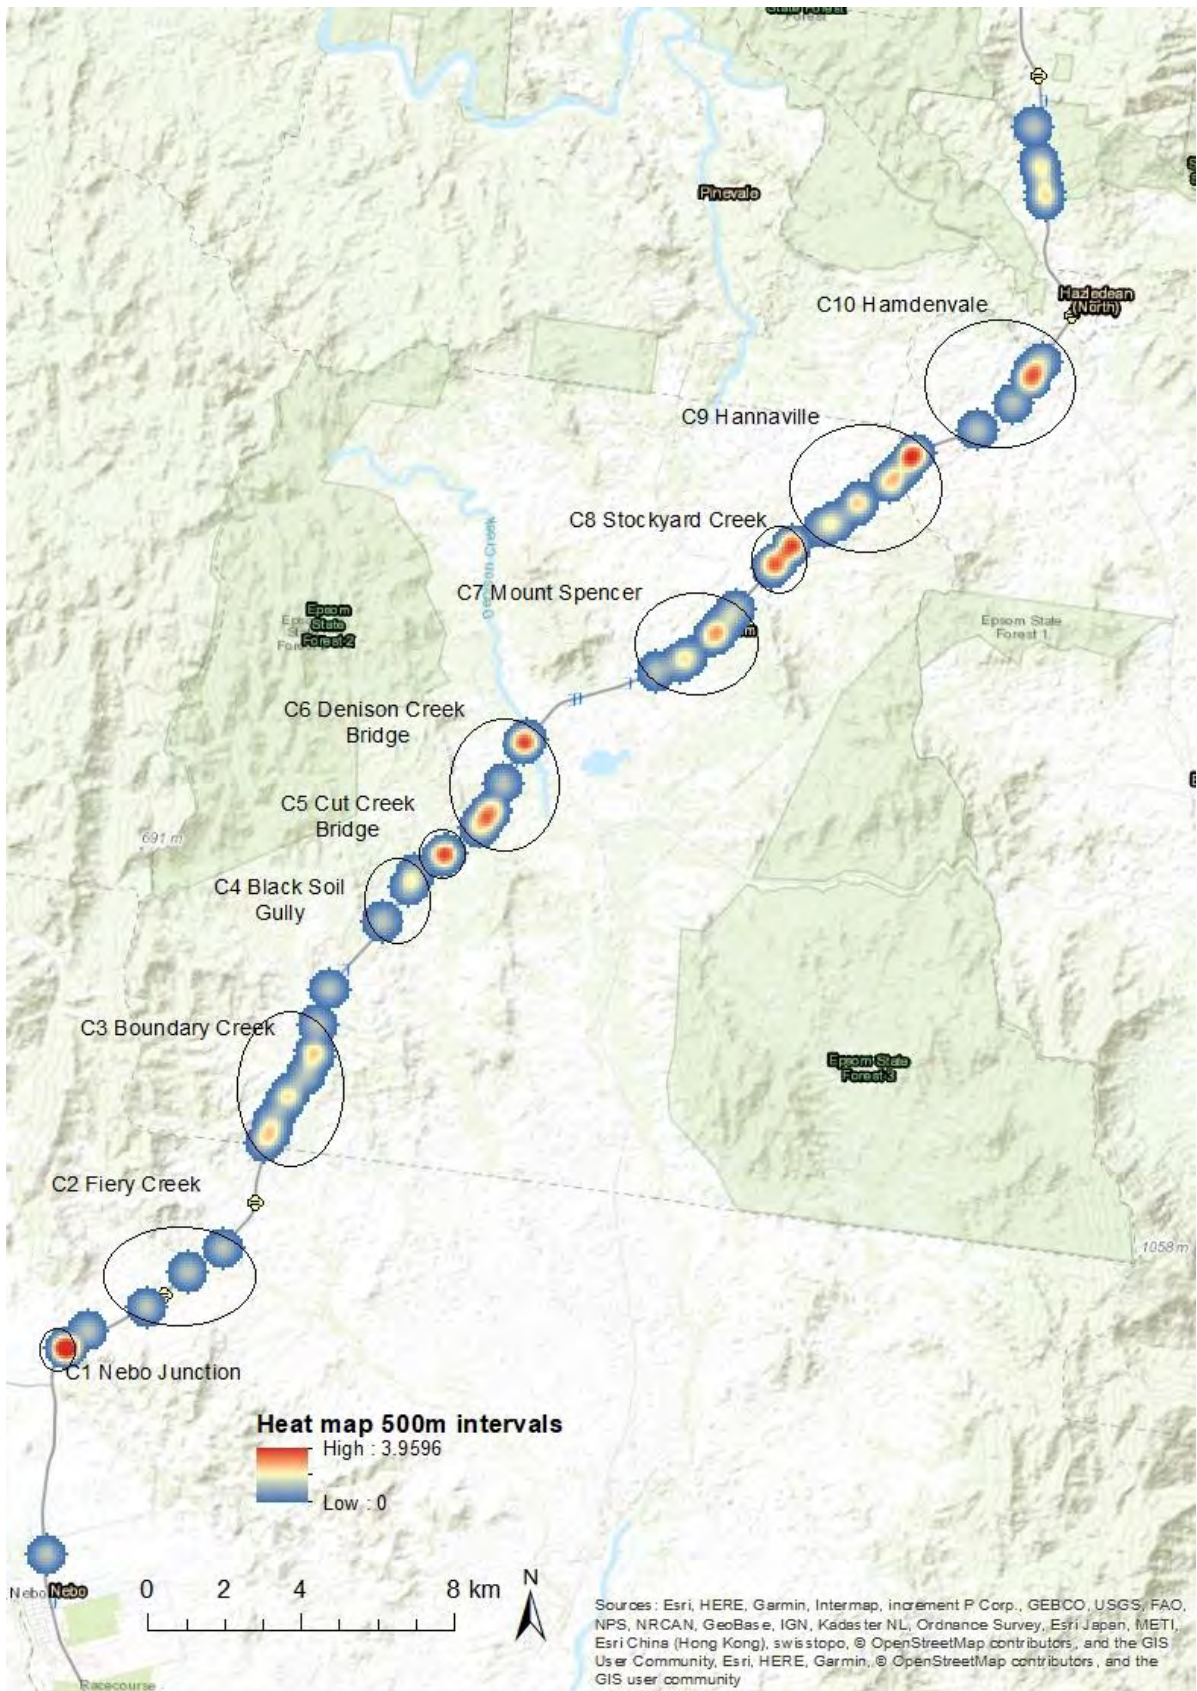 State Forest
Forest
Pinevale
Hazledean
(North)
C10 Hamdenvale
C9 Hannaville
C8 Stockyard Creek
C7 Mount Spencer
Epsom
State
Forest 2
Epsom State
Forest 1
C6 Denison Creek
Bridge
C5 Cut Creek
Bridge
691 m
C4 Black Soil
Gully
C3 Boundary Creek
Epsom State
Forest 3
C2 Fiery Creek
1058 m
C1 Nebo Junction
Heat map 500m intervals
High : 3.9596
Low : 0
Nebo Nebo
0 2 4 8 km
N
Racecourse
Sources: Esri, HERE, Garmin, Intermap, increment P Corp., GEBCO, USGS, FAO,
NPS, NRCAN, GeoBase, IGN, Kadaster NL, Ordnance Survey, Esri Japan, METI,
Esri China (Hong Kong), swisstopo, © OpenStreetMap contributors, and the GIS
User Community, Esri, HERE, Garmin, © OpenStreetMap contributors, and the
GIS user community